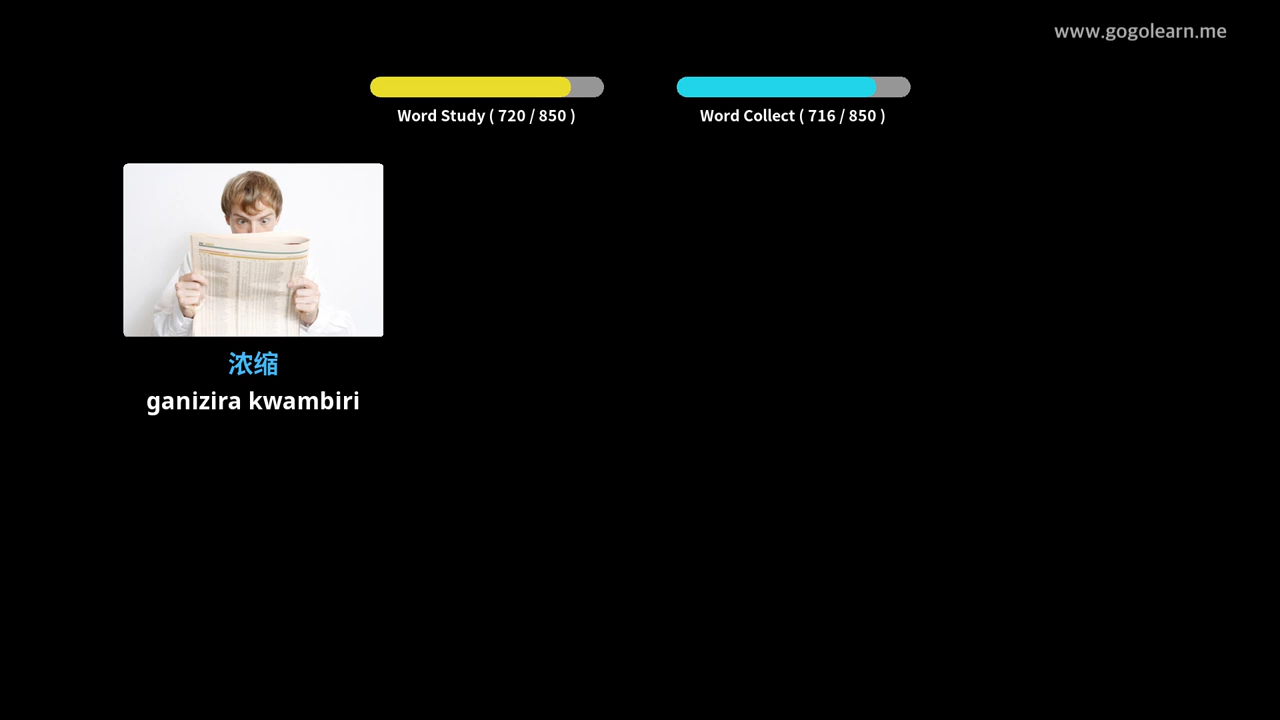 www.gogolearn.me
Word Study ( 720 / 850 )
Word Collect ( 716 / 850 )
浓缩
ganizira kwambiri